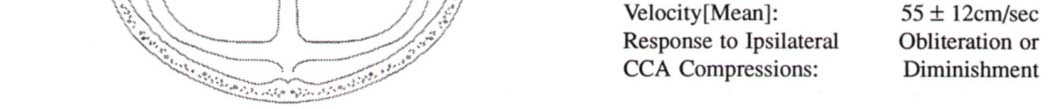 Velocity[Mean]: 55 ± 12cm/sec
Response to Ipsilateral Obliteration or
CCA Compressions: Diminishment